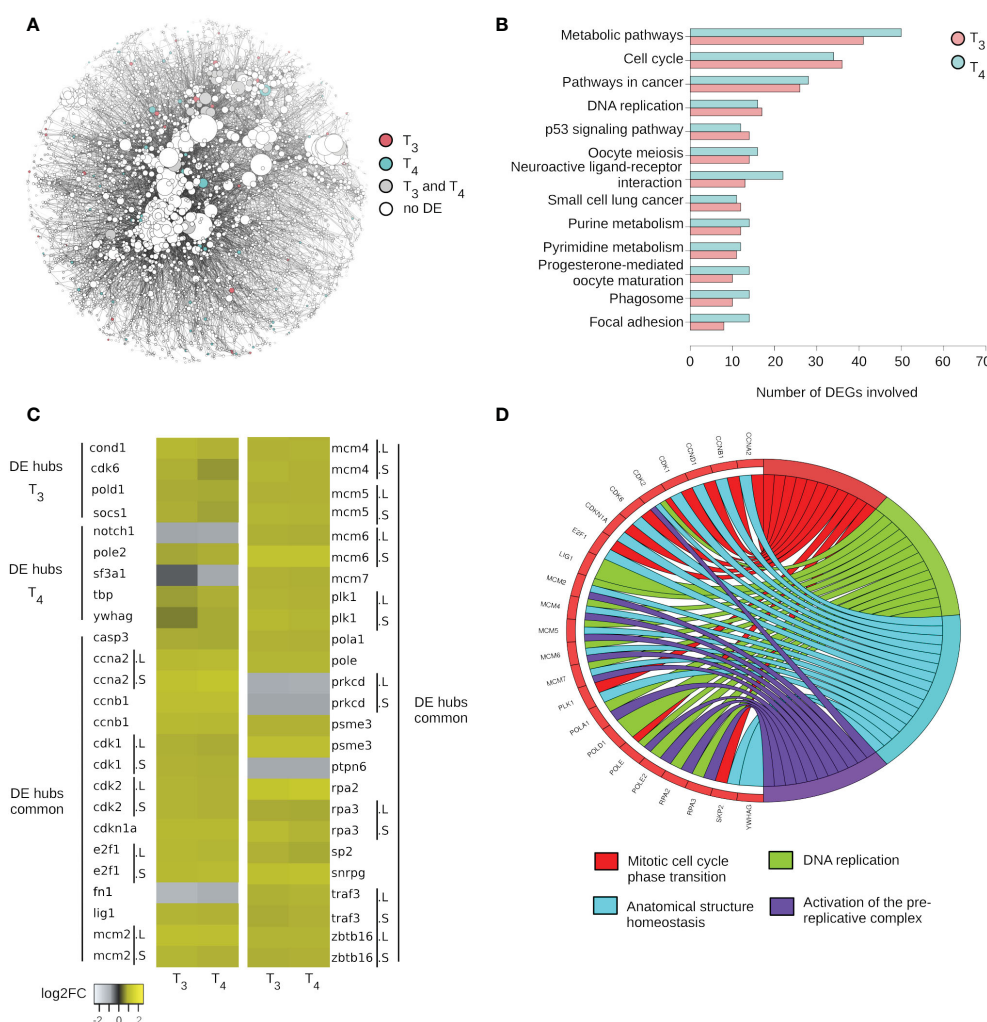 A
T3
T4
T3 and T4
no DE
B
Metabolic pathways
Cell cycle
Pathways in cancer
DNA replication
p53 signaling pathway
Oocyte meiosis
Neuroactive ligand-receptor
interaction
Small cell lung cancer
Purine metabolism
Pyrimidine metabolism
Progesterone-mediated
oocyte maturation
Phagosome
Focal adhesion
T3
T4
0 10 20 30 40 50 60 70
Number of DEGs involved
C
DE hubs
T3
DE hubs
T4
DE hubs
common
cond1
cdk6
pold1
socs1
notch1
pole2
sf3a1
tbp
ywhag
casp3
ccna2 .L
ccna2 .S
ccnb1
ccnb1
cdk1 .L
cdk1 .S
cdk2 .L
cdk2 .S
cdkn1a
e2f1 .L
e2f1 .S
fn1
lig1
mcm2 .L
mcm2 .S
mcm4 .L
mcm4 .S
mcm5 .L
mcm5 .S
mcm6 .L
mcm6 .S
mcm7
plk1 .L
plk1 .S
pola1
pole
prkcd .L
prkcd .S
psme3
psme3
ptpn6
rpa2
rpa3 .L
rpa3 .S
sp2
snrpg
traf3 .L
traf3 .S
zbtb16 .L
zbtb16 .S
DE hubs
common
T3 T4 T3 T4
log2FC
-2 0 2
D
CCNA2
CCNB1
CCND1
CDK1
CDK2
CDK6
CDKN1A
E2F1
LIG1
MCM2
MCM4
MCM5
MCM6
MCM7
PLK1
POLA1
POLD1
POLE
POLE2
RPA2
RPA3
SKP2
YWHAG
Mitotic cell cycle
phase transition
DNA replication
Anatomical structure
homeostasis
Activation of the pre-
replicative complex